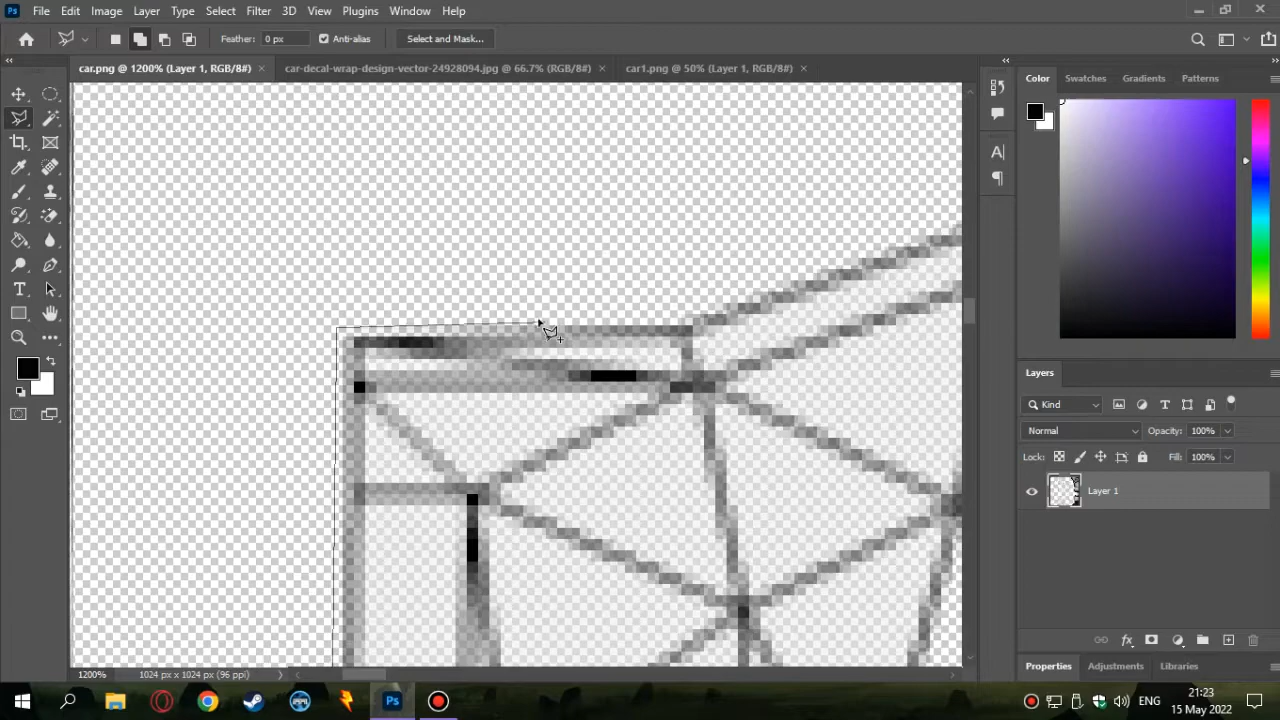 Ps File Edit Image Layer Type Select Filter 3D View Plugins Window Help
Feather: 0 px Anti-alias Select and Mask...
car.png @ 1200% (Layer 1, RGB/8#) × car-decal-wrap-design-vector-24928094.jpg @ 66.7% (RGB/8#) × car1.png @ 50% (Layer 1, RGB/8#) ×
Color Swatches Gradients Patterns
Layers
Kind
Normal Opacity: 100%
Lock: Fill: 100%
Layer 1
1200% 1024 px x 1024 px (96 ppi)
Properties Adjustments Libraries
Ps ENG 21:23
15 May 2022